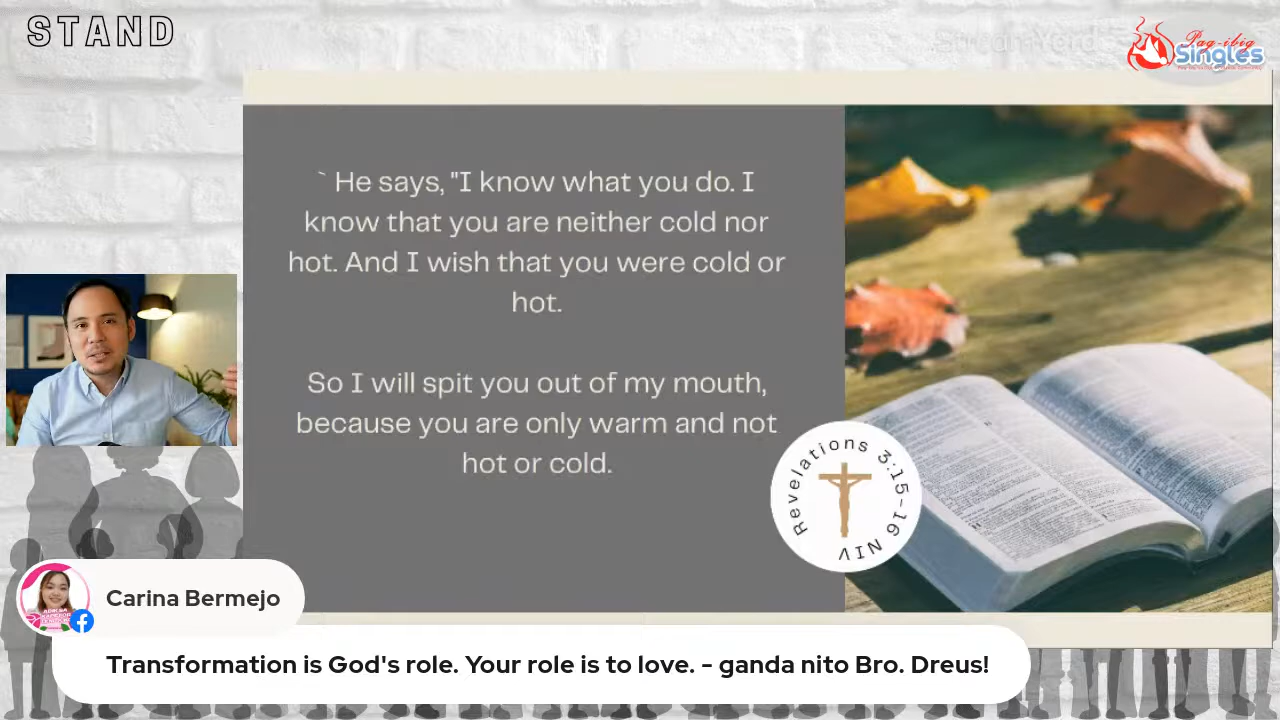 STAND
StreamYard
Pag-ibig
Singles
` He says, "I know what you do. I
know that you are neither cold nor
hot. And I wish that you were cold or
hot.
So I will spit you out of my mouth,
because you are only warm and not
hot or cold.
Revelations 3:15-16 NIV
Carina Bermejo
Transformation is God's role. Your role is to love. - ganda nito Bro. Dreus!